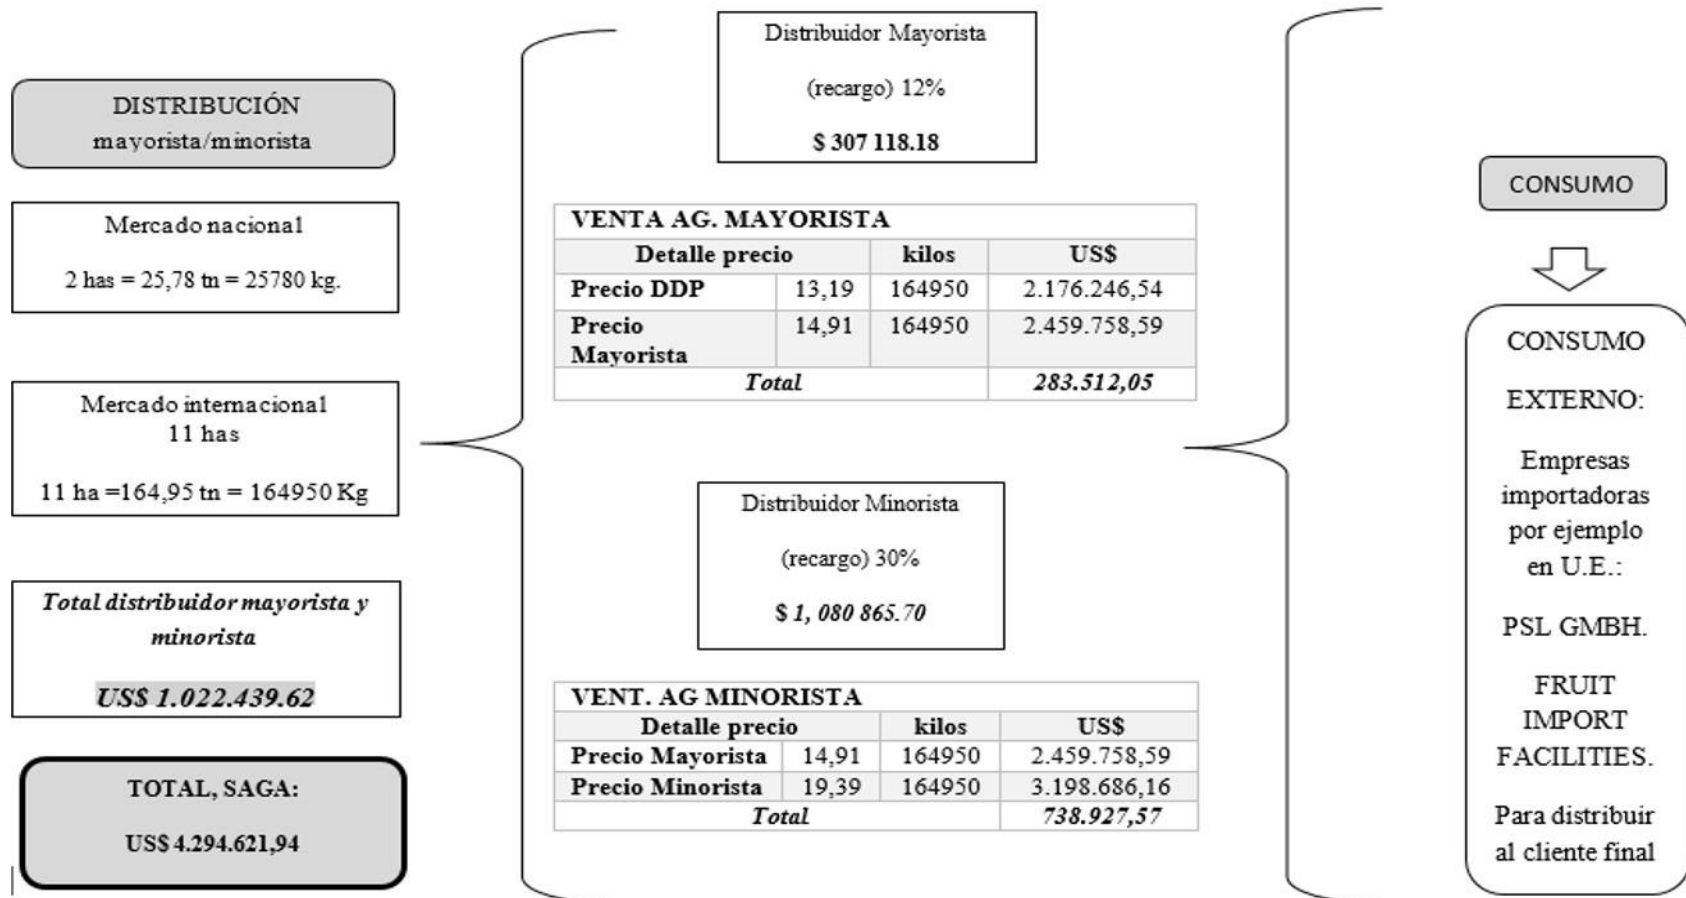 DISTRIBUCIÓN
mayorista/minorista
Mercado nacional
2 has = 25,78 tn = 25780 kg.
Mercado internacional
11 has
11 ha =164,95 tn = 164950 Kg
Total distribuidor mayorista y
minorista
US$ 1.022.439.62
TOTAL, SAGA:
US$ 4.294.621,94
Distribuidor Mayorista
(recargo) 12%
$ 307 118.18
VENTA AG. MAYORISTA
Detalle precio kilos US$
Precio DDP 13,19 164950 2.176.246,54
Precio 14,91 164950 2.459.758,59
Mayorista
Total 283.512,05
Distribuidor Minorista
(recargo) 30%
$ 1, 080 865.70
VENT. AG MINORISTA
Detalle precio kilos US$
Precio Mayorista 14,91 164950 2.459.758,59
Precio Minorista 19,39 164950 3.198.686,16
Total 738.927,57
CONSUMO
CONSUMO
EXTERNO:
Empresas
importadoras
por ejemplo
en U.E.:
PSL GMBH.
FRUIT
IMPORT
FACILITIES.
Para distribuir
al cliente final